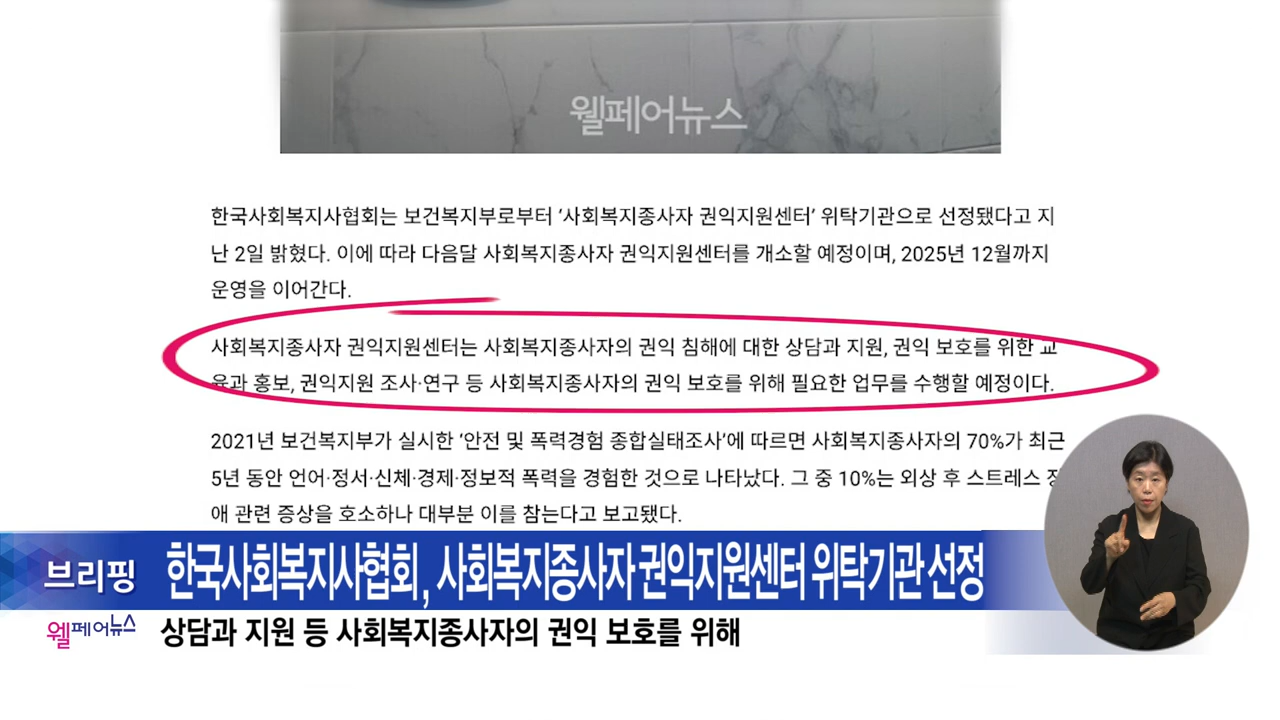 웰페어뉴스
한국사회복지사협회는 보건복지부로부터 ‘사회복지종사자 권익지원센터’ 위탁기관으로 선정됐다고 지
난 2일 밝혔다. 이에 따라 다음달 사회복지종사자 권익지원센터를 개소할 예정이며, 2025년 12월까지
운영을 이어간다.
사회복지종사자 권익지원센터는 사회복지종사자의 권익 침해에 대한 상담과 지원, 권익 보호를 위한 교
육과 홍보, 권익지원 조사·연구 등 사회복지종사자의 권익 보호를 위해 필요한 업무를 수행할 예정이다.
2021년 보건복지부가 실시한 ‘안전 및 폭력경험 종합실태조사’에 따르면 사회복지종사자의 70%가 최근
5년 동안 언어·정서·신체·경제·정보적 폭력을 경험한 것으로 나타났다. 그 중 10%는 외상 후 스트레스 장
애 관련 증상을 호소하나 대부분 이를 참는다고 보고됐다.
브리핑 한국사회복지사협회, 사회복지종사자 권익지원센터 위탁기관 선정
웰페어뉴스 상담과 지원 등 사회복지종사자의 권익 보호를 위해